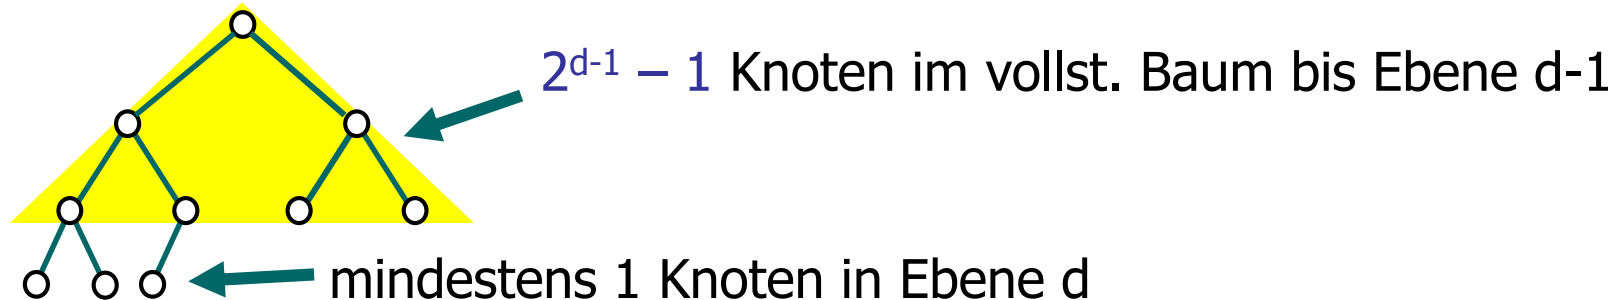 2^{d-1} – 1 Knoten im vollst. Baum bis Ebene d-1
mindestens 1 Knoten in Ebene d